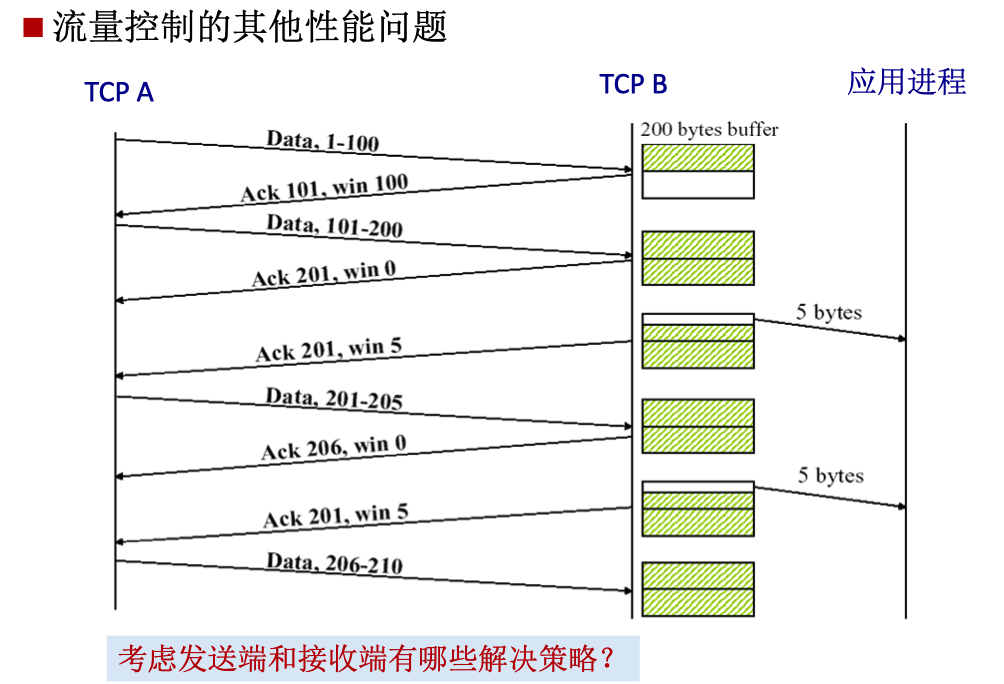 流量控制的其他性能问题
TCP A
TCP B
应用进程
200 bytes buffer
Data, 1-100
Ack 101, win 100
Data, 101-200
Ack 201, win 0
5 bytes
Ack 201, win 5
Data, 201-205
Ack 206, win 0
5 bytes
Ack 201, win 5
Data, 206-210
考虑发送端和接收端有哪些解决策略？